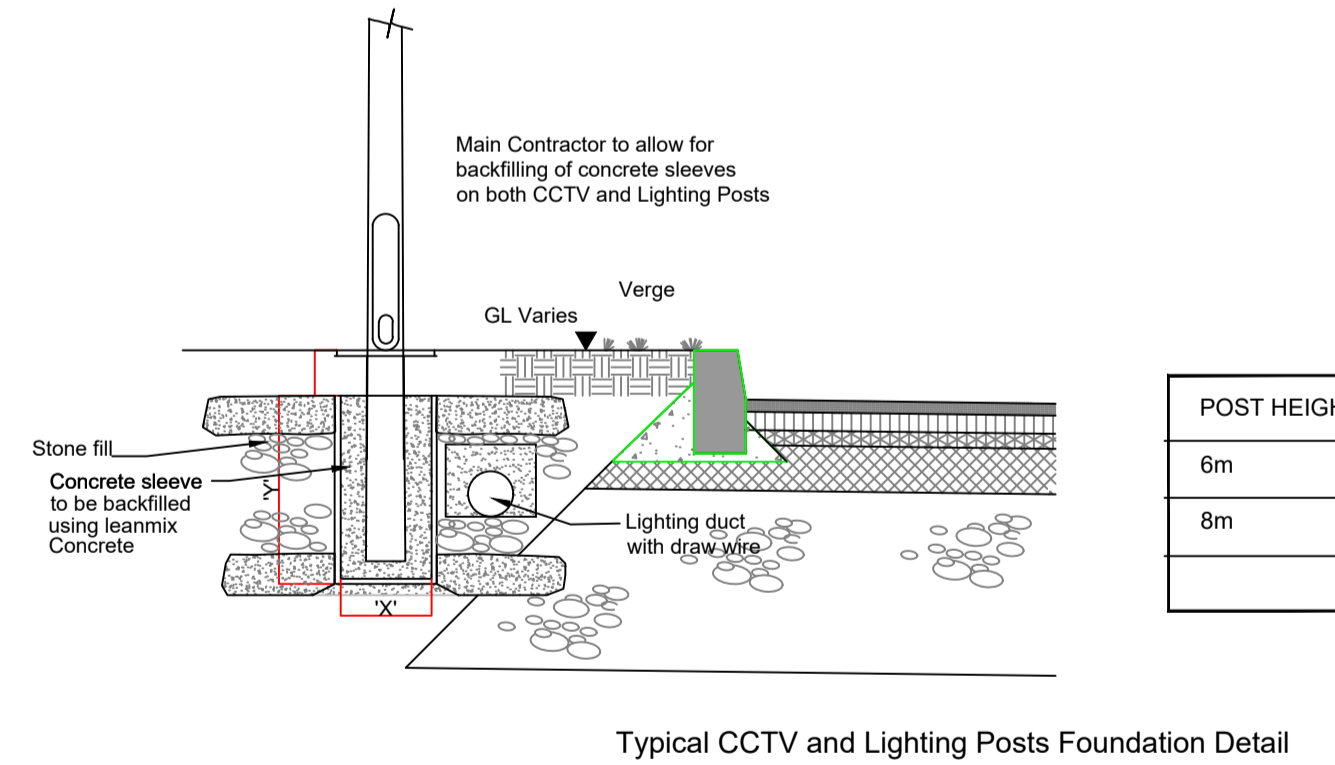 Main Contractor to allow for
backfilling of concrete sleeves
on both CCTV and Lighting Posts
Verge
GL Varies
Stone fill
Concrete sleeve
to be backfilled
using leanmix
Concrete
'Y'
'X'
Lighting duct
with draw wire
POST
6m
8m
Typical CCTV and Lighting Posts Foundation Detail